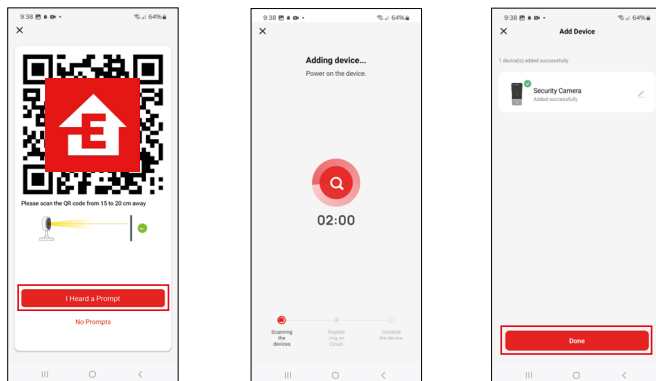 9:38
64%
Please scan the QR code from 15 to 20 cm away
I Heard a Prompt
No Prompts
9:38
64%
Adding device...
Power on the device.
02:00
Scanning
the
devices
Registe
ring on
Cloud.
Initialize
the device.
9:38
64%
Add Device
1 device(s) added successfully
Security Camera
Added successfully
Done